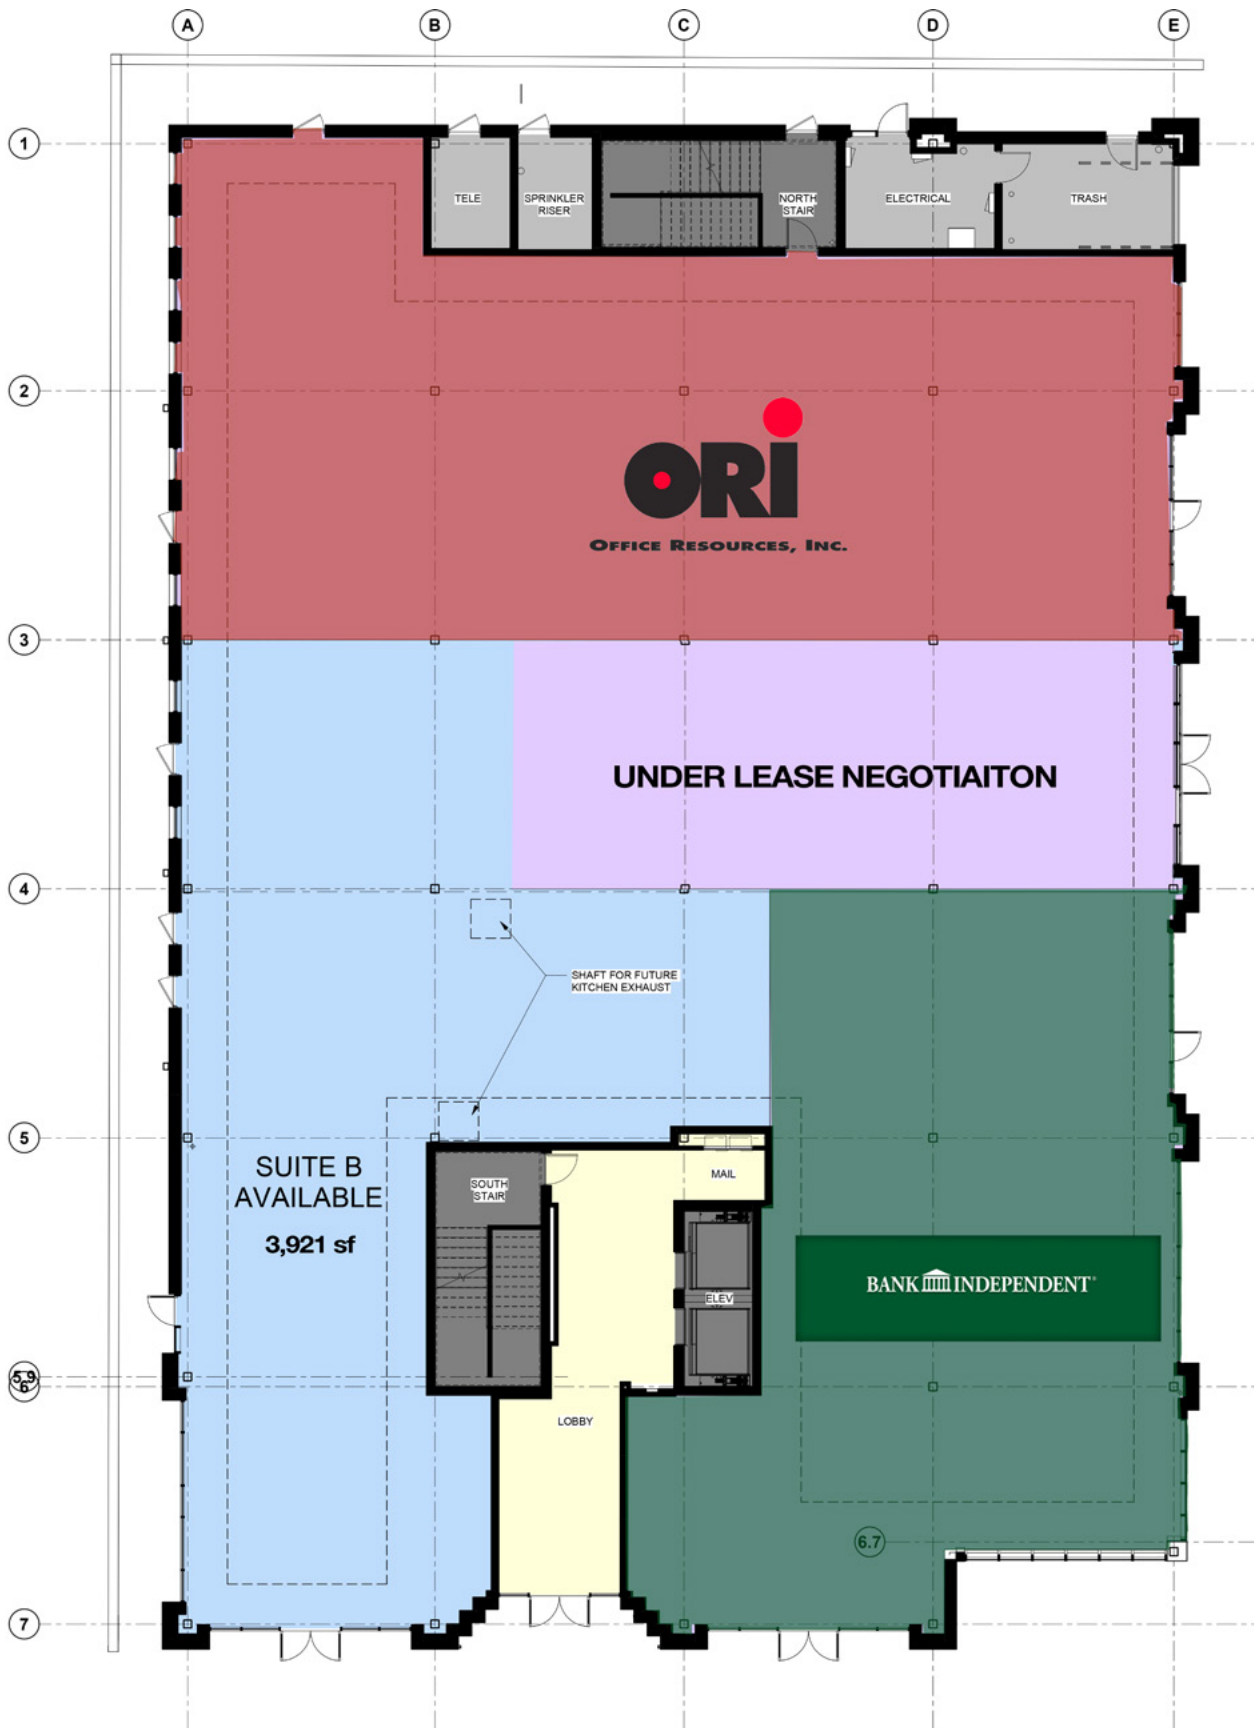 A
B
C
D
E
1
TELE
SPRINKLER
RISER
NORTH
STAIR
ELECTRICAL
TRASH
2
ORi
OFFICE RESOURCES, INC.
3
UNDER LEASE NEGOTIAITON
4
SHAFT FOR FUTURE
KITCHEN EXHAUST
5
SUITE B
AVAILABLE
3,921 sf
SOUTH
STAIR
MAIL
BANK INDEPENDENT
ELEV
5.9
6
LOBBY
6.7
7